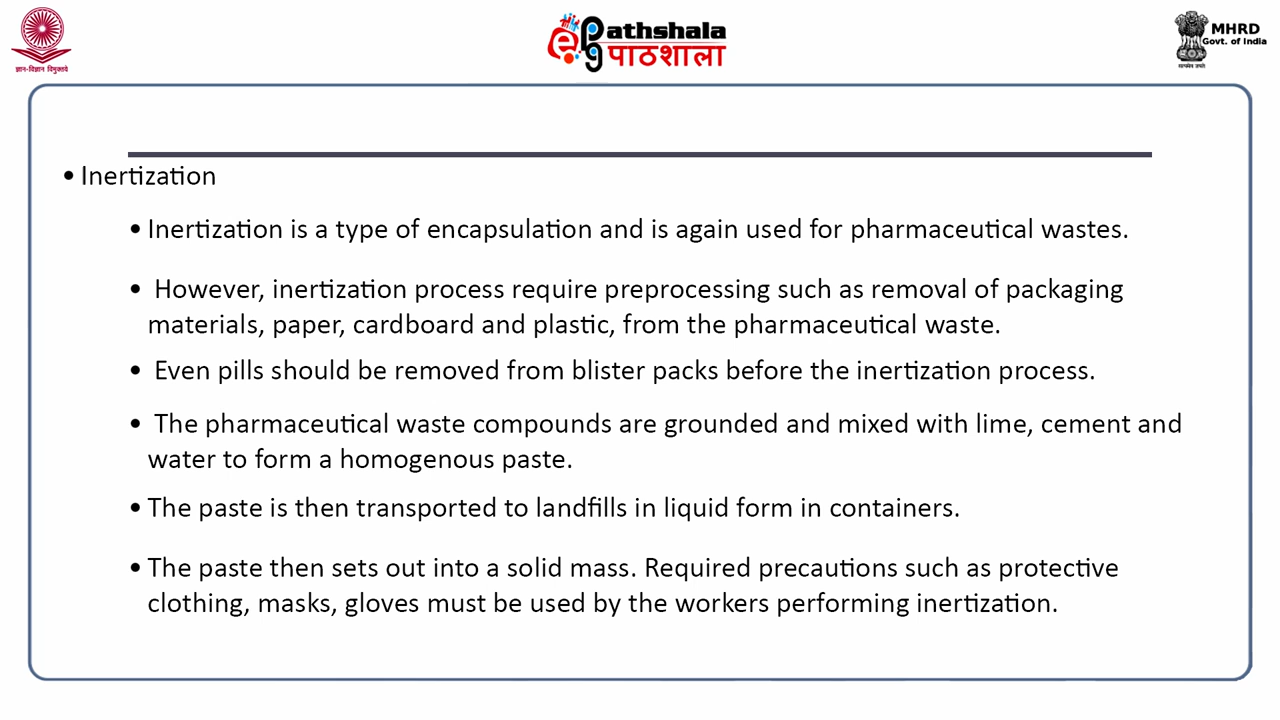 ज्ञान-विज्ञान विमुक्तये
ePG athshala
पाठशाला
MHRD
Govt. of India
सत्यमेव जयते
• Inertization
• Inertization is a type of encapsulation and is again used for pharmaceutical wastes.
• However, inertization process require preprocessing such as removal of packaging
materials, paper, cardboard and plastic, from the pharmaceutical waste.
• Even pills should be removed from blister packs before the inertization process.
• The pharmaceutical waste compounds are grounded and mixed with lime, cement and
water to form a homogenous paste.
• The paste is then transported to landfills in liquid form in containers.
• The paste then sets out into a solid mass. Required precautions such as protective
clothing, masks, gloves must be used by the workers performing inertization.